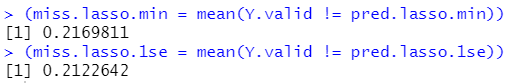 > (miss.lasso.min = mean(Y.valid != pred.lasso.min))
[1] 0.2169811
> (miss.lasso.1se = mean(Y.valid != pred.lasso.1se))
[1] 0.2122642